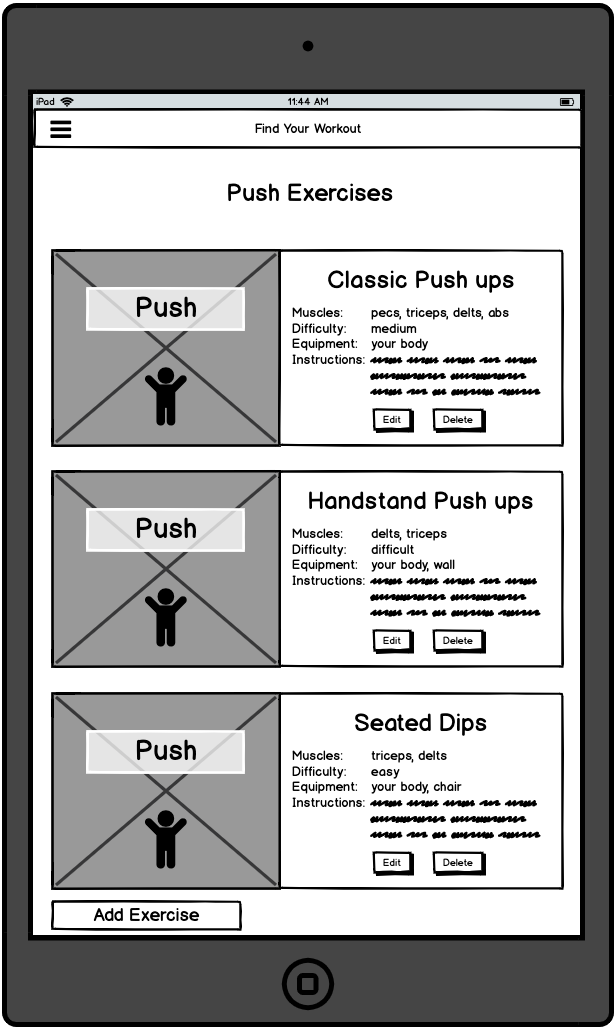 iPad 11:44 AM
Find Your Workout
Push Exercises
Push
Classic Push ups
Muscles: pecs, triceps, delts, abs
Difficulty: medium
Equipment: your body
Instructions:
Edit Delete
Push
Handstand Push ups
Muscles: delts, triceps
Difficulty: difficult
Equipment: your body, wall
Instructions:
Edit Delete
Push
Seated Dips
Muscles: triceps, delts
Difficulty: easy
Equipment: your body, chair
Instructions:
Edit Delete
Add Exercise